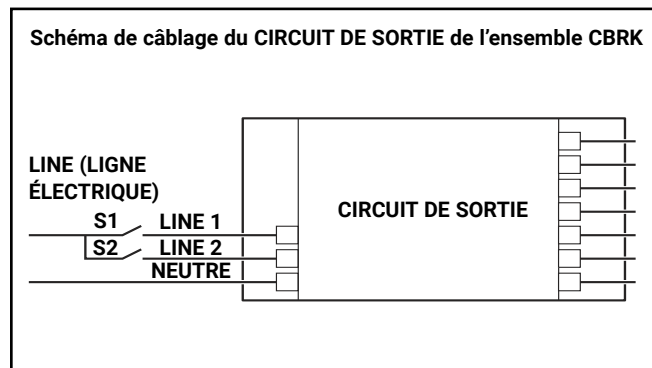 Schéma de câblage du CIRCUIT DE SORTIE de l’ensemble CBRK
LINE (LIGNE
ÉLECTRIQUE)
S1 LINE 1
S2 LINE 2
NEUTRE
CIRCUIT DE SORTIE